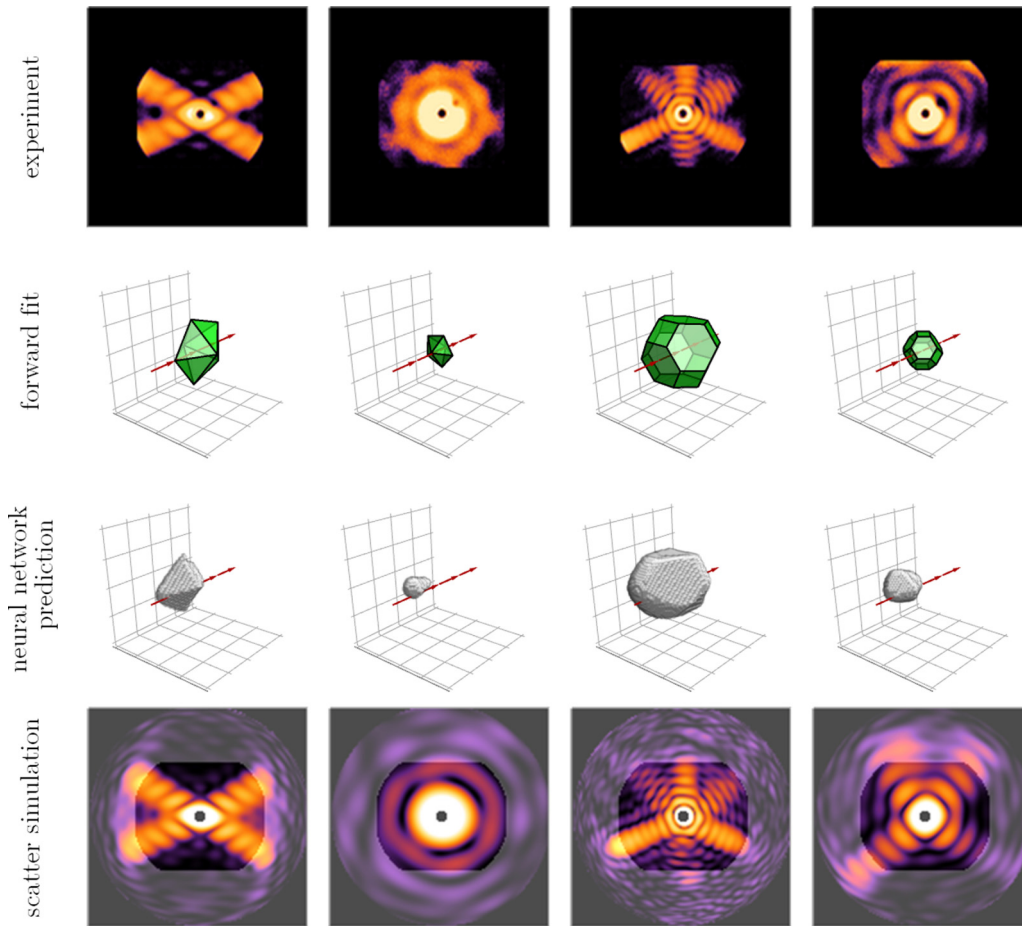 experiment
forward fit
neural network
prediction
scatter simulation